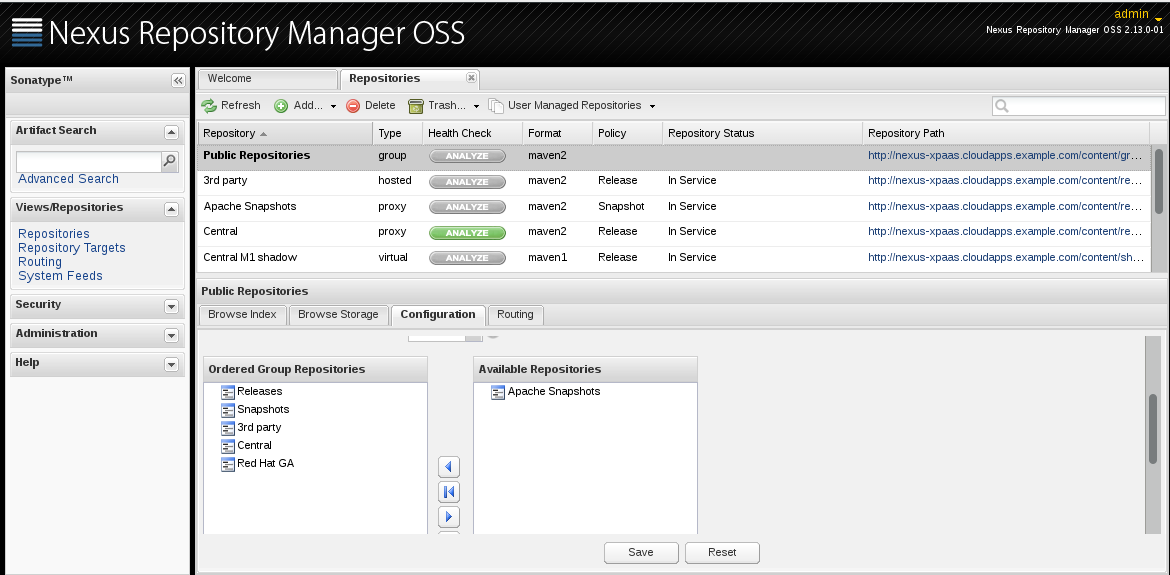 Nexus Repository Manager OSS
admin
Nexus Repository Manager OSS 2.13.0-01
Sonatype™
Artifact Search
Advanced Search
Views/Repositories
Repositories
Repository Targets
Routing
System Feeds
Security
Administration
Help
Welcome
Repositories
Refresh Add... Delete Trash... User Managed Repositories
Repository Type Health Check Format Policy Repository Status Repository Path
Public Repositories group ANALYZE maven2 http://nexus-xpaas.cloudapps.example.com/content/gr...
3rd party hosted ANALYZE maven2 Release In Service http://nexus-xpaas.cloudapps.example.com/content/re...
Apache Snapshots proxy ANALYZE maven2 Snapshot In Service http://nexus-xpaas.cloudapps.example.com/content/re...
Central proxy ANALYZE maven2 Release In Service http://nexus-xpaas.cloudapps.example.com/content/re...
Central M1 shadow virtual ANALYZE maven1 Release In Service http://nexus-xpaas.cloudapps.example.com/content/sh...
Public Repositories
Browse Index Browse Storage Configuration Routing
Ordered Group Repositories
Releases
Snapshots
3rd party
Central
Red Hat GA
Available Repositories
Apache Snapshots
Save Reset